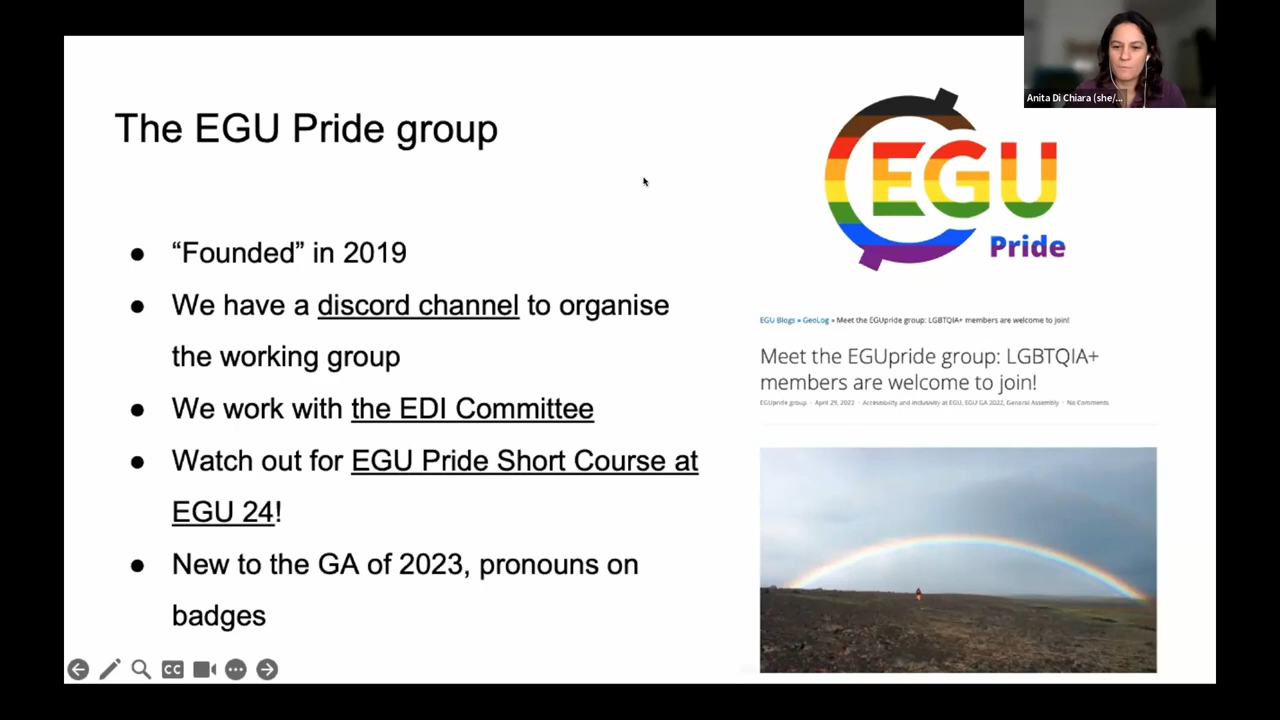 Anita Di Chiara (she/...
The EGU Pride group
EGU
Pride
● “Founded” in 2019
● We have a discord channel to organise
the working group
● We work with the EDI Committee
● Watch out for EGU Pride Short Course at
EGU 24!
● New to the GA of 2023, pronouns on
badges
EGU Blogs » GeoLog » Meet the EGUpride group: LGBTQIA+ members are welcome to join!
Meet the EGUpride group: LGBTQIA+
members are welcome to join!
EGUpride group · April 29, 2022 · Accessibility and inclusivity at EGU, EGU GA 2022, General Assembly · No Comments
CC